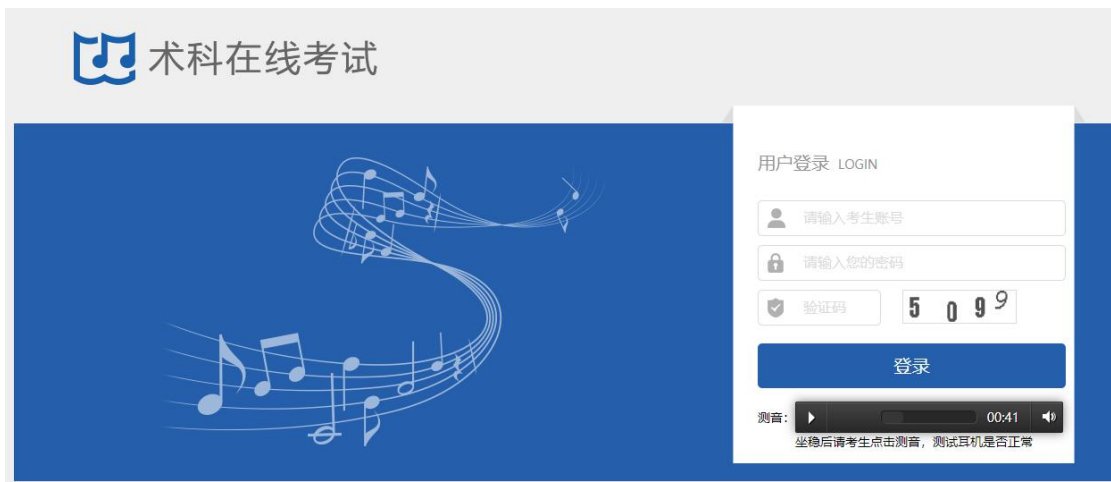 术科在线考试
用户登录 LOGIN
请输入考生账号
请输入您的密码
验证码 5 0 9 9
登录
测音： 00:41
坐稳后请考生点击测音，测试耳机是否正常